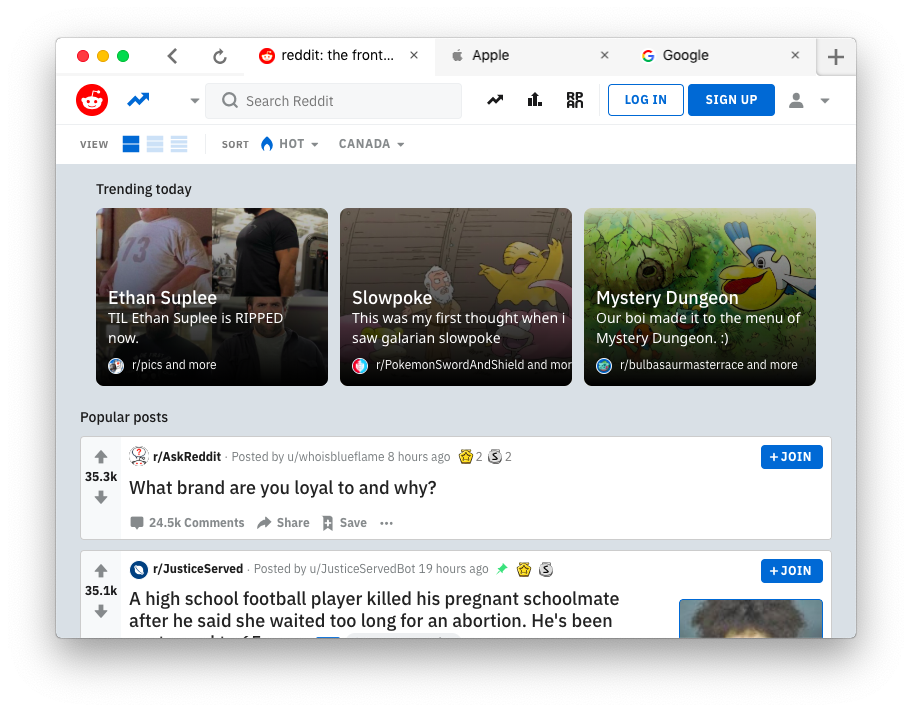 reddit: the front...
Apple
Google
Search Reddit
LOG IN
SIGN UP
VIEW
SORT
HOT
CANADA
Trending today
73
Ethan Suplee
TIL Ethan Suplee is RIPPED
now.
r/pics and more
Slowpoke
This was my first thought when i
saw galarian slowpoke
r/PokemonSwordAndShield and mor
Mystery Dungeon
Our boi made it to the menu of
Mystery Dungeon. :)
r/bulbasaurmasterrace and more
Popular posts
r/AskReddit · Posted by u/whoisblueflame 8 hours ago 2 S 2
+ JOIN
35.3k
What brand are you loyal to and why?
24.5k Comments
Share
Save
r/JusticeServed · Posted by u/JusticeServedBot 19 hours ago S
+ JOIN
35.1k
A high school football player killed his pregnant schoolmate
after he said she waited too long for an abortion. He's been